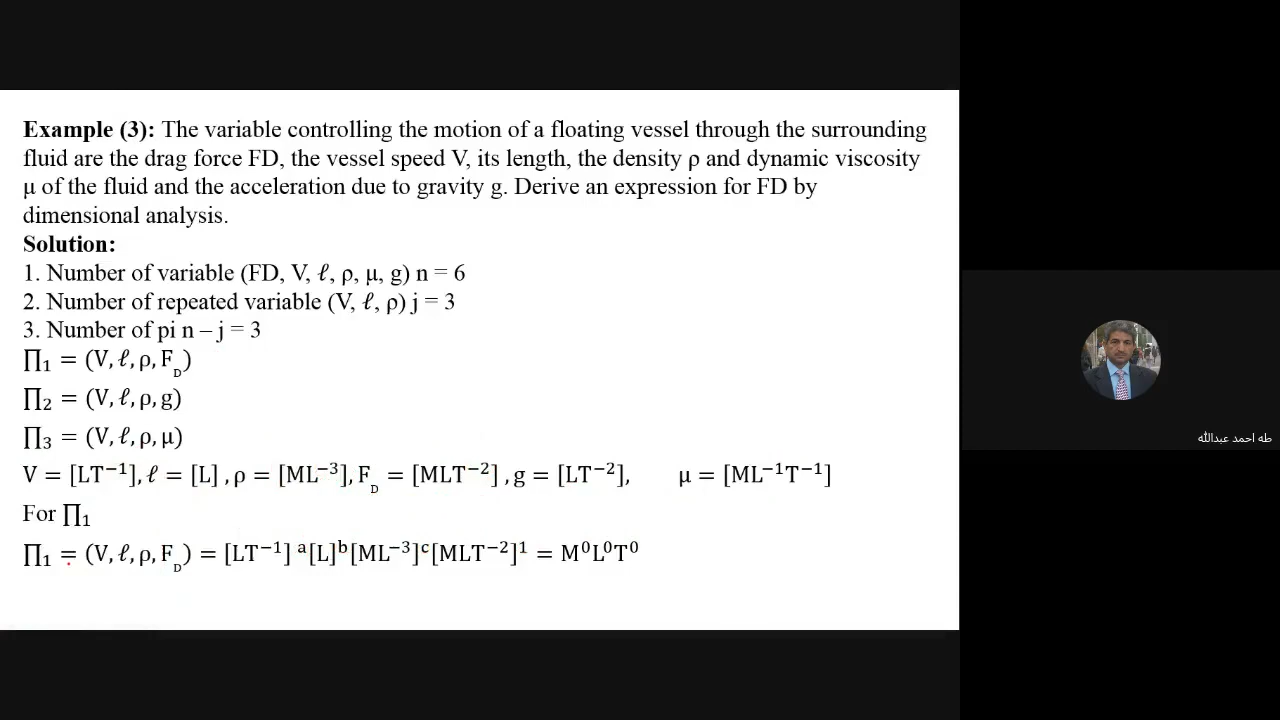 Example (3): The variable controlling the motion of a floating vessel through the surrounding
fluid are the drag force FD, the vessel speed V, its length, the density ρ and dynamic viscosity
μ of the fluid and the acceleration due to gravity g. Derive an expression for FD by
dimensional analysis.
Solution:
1. Number of variable (FD, V, ℓ, ρ, μ, g) n = 6
2. Number of repeated variable (V, ℓ, ρ) j = 3
3. Number of pi n – j = 3
∏₁ = (V, ℓ, ρ, F_D)
∏₂ = (V, ℓ, ρ, g)
∏₃ = (V, ℓ, ρ, μ)
V = [LT⁻¹], ℓ = [L] , ρ = [ML⁻³], F_D = [MLT⁻²] , g = [LT⁻²], μ = [ML⁻¹T⁻¹]
For ∏₁
∏₁ = (V, ℓ, ρ, F_D) = [LT⁻¹]ᵃ[L]ᵇ[ML⁻³]ᶜ[MLT⁻²]¹ = M⁰L⁰T⁰
طه احمد عبدالله